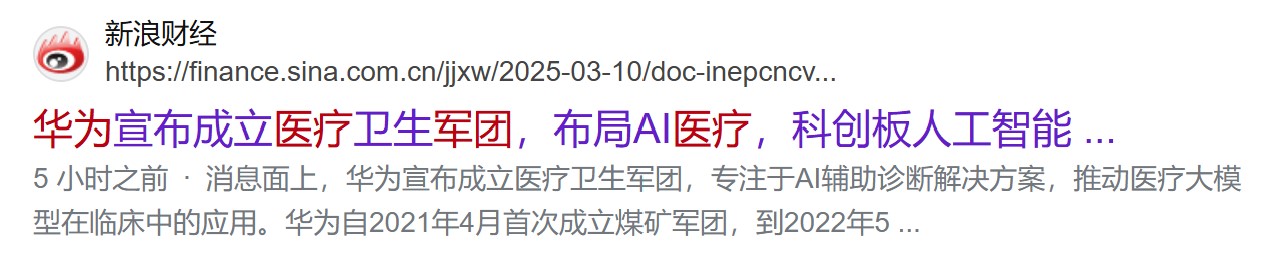 新浪财经
https://finance.sina.com.cn/jjxw/2025-03-10/doc-inepcncv...
华为宣布成立医疗卫生军团，布局AI医疗，科创板人工智能 ...
5 小时之前 · 消息面上，华为宣布成立医疗卫生军团，专注于AI辅助诊断解决方案，推动医疗大模
型在临床中的应用。华为自2021年4月首次成立煤矿军团，到2022年5 ...